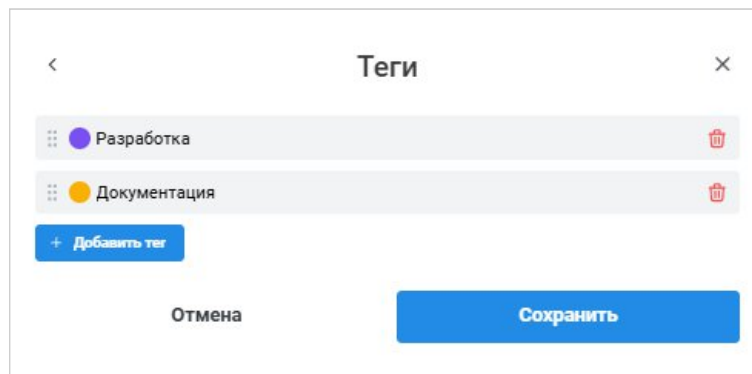 Теги
Разработка
Документация
+ Добавить тег
Отмена
Сохранить